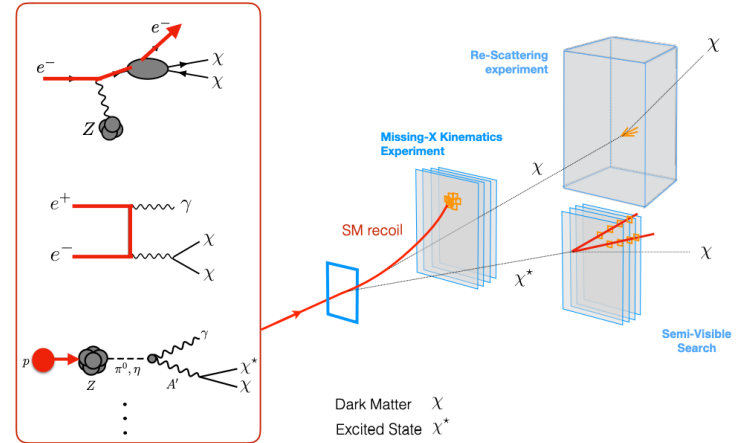 e⁻
e⁻
χ
χ
Z
e⁺
γ
e⁻
χ
χ
γ
p
Z
π⁰, η
A′
χ*
χ
SM recoil
Missing-X Kinematics
Experiment
Re-Scattering
experiment
χ
χ
χ*
χ
Semi-Visible
Search
Dark Matter χ
Excited State χ*